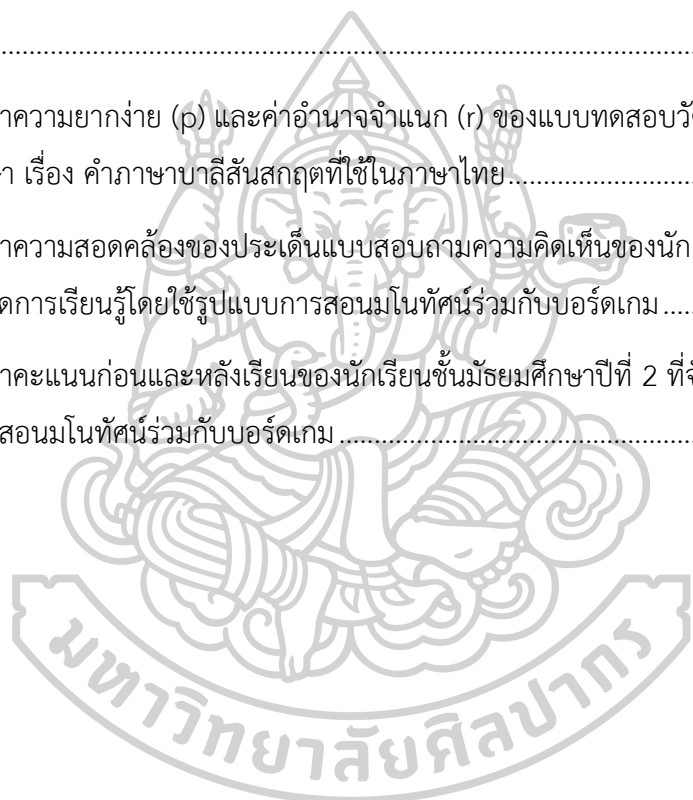 ................................................................................................
าความยากง่าย (p) และค่าอำนาจจำแนก (r) ของแบบทดสอบวั
า เรื่อง คำภาษาบาลีสันสกฤตที่ใช้ในภาษาไทย..........................
าความสอดคล้องของประเด็นแบบสอบถามความคิดเห็นของนัก
ดการเรียนรู้โดยใช้รูปแบบการสอนมโนทัศน์ร่วมกับบอร์ดเกม.....
าคะแนนก่อนและหลังเรียนของนักเรียนชั้นมัธยมศึกษาปีที่ 2 ที่
สอนมโนทัศน์ร่วมกับบอร์ดเกม..................................................
มหาวิทยาลัยศิลปากร